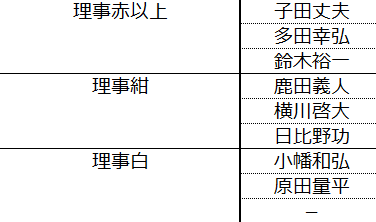 理事赤以上 子田丈夫
多田幸弘
鈴木裕一
理事紺 鹿田義人
横川啓大
日比野功
理事白 小幡和弘
原田量平
–